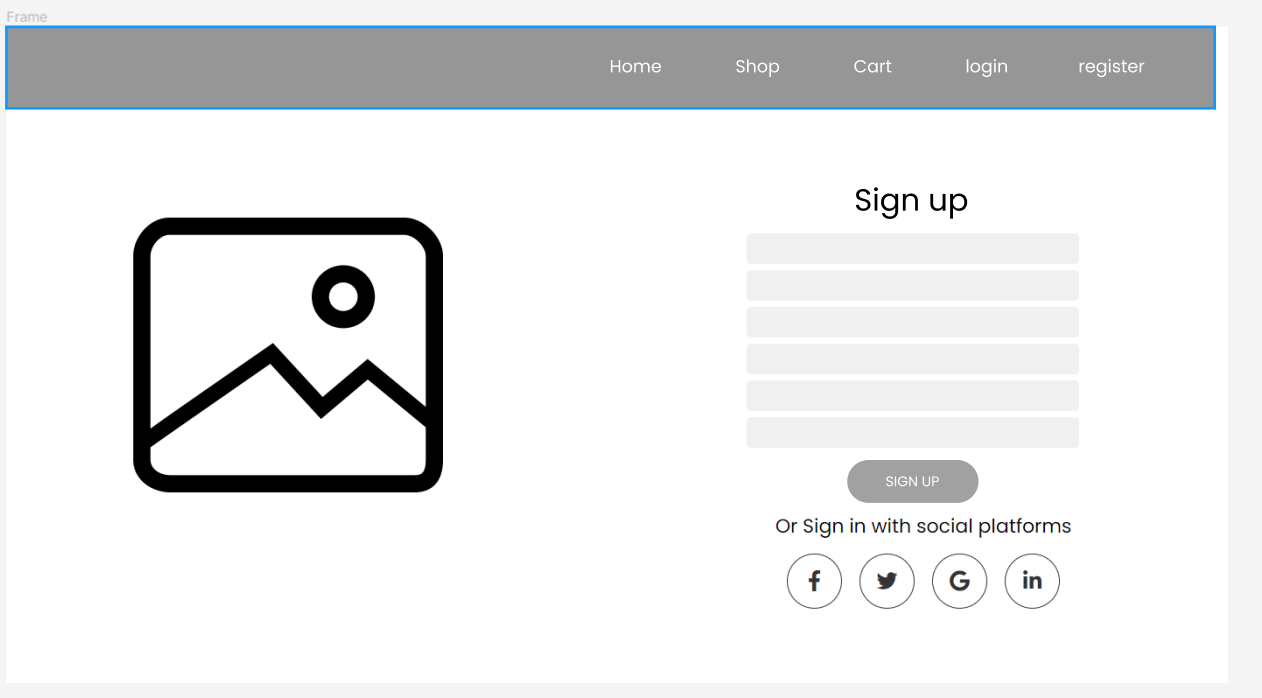 Frame
Home Shop Cart login register
Sign up
SIGN UP
Or Sign in with social platforms
f G in